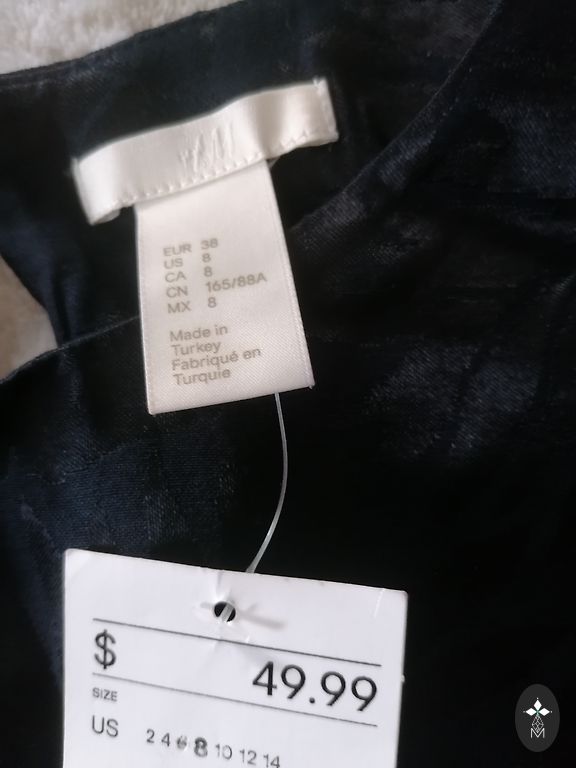 H&M
EUR 38
US 8
CA 8
CN 165/88A
MX 8
Made in
Turkey
Fabriqué en
Turquie
$ 49.99
SIZE
US 2 4 6 8 10 12 14
M